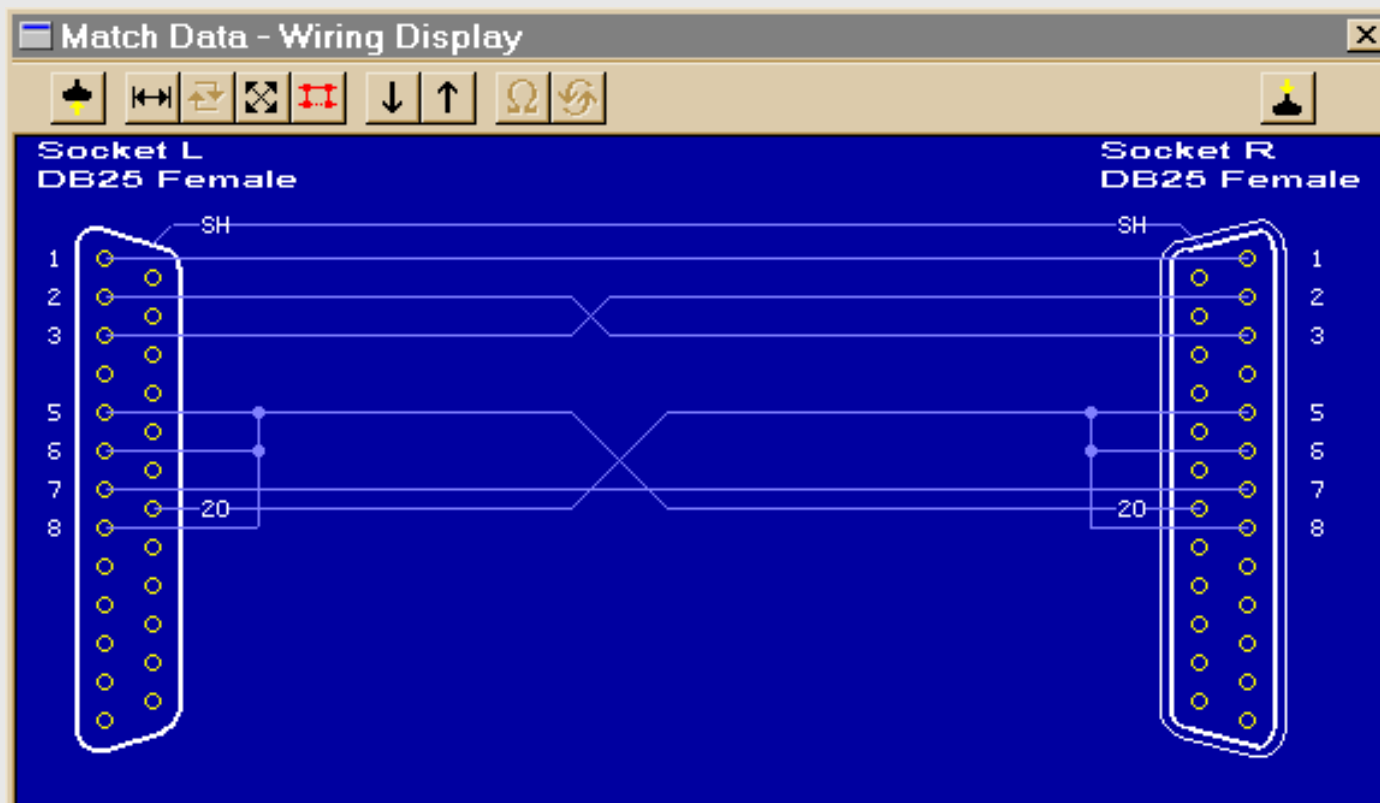 Match Data - Wiring Display
Socket L
DB25 Female
Socket R
DB25 Female
SH SH
1 1
2 2
3 3
5 5
6 6
7 7
20 20
8 8